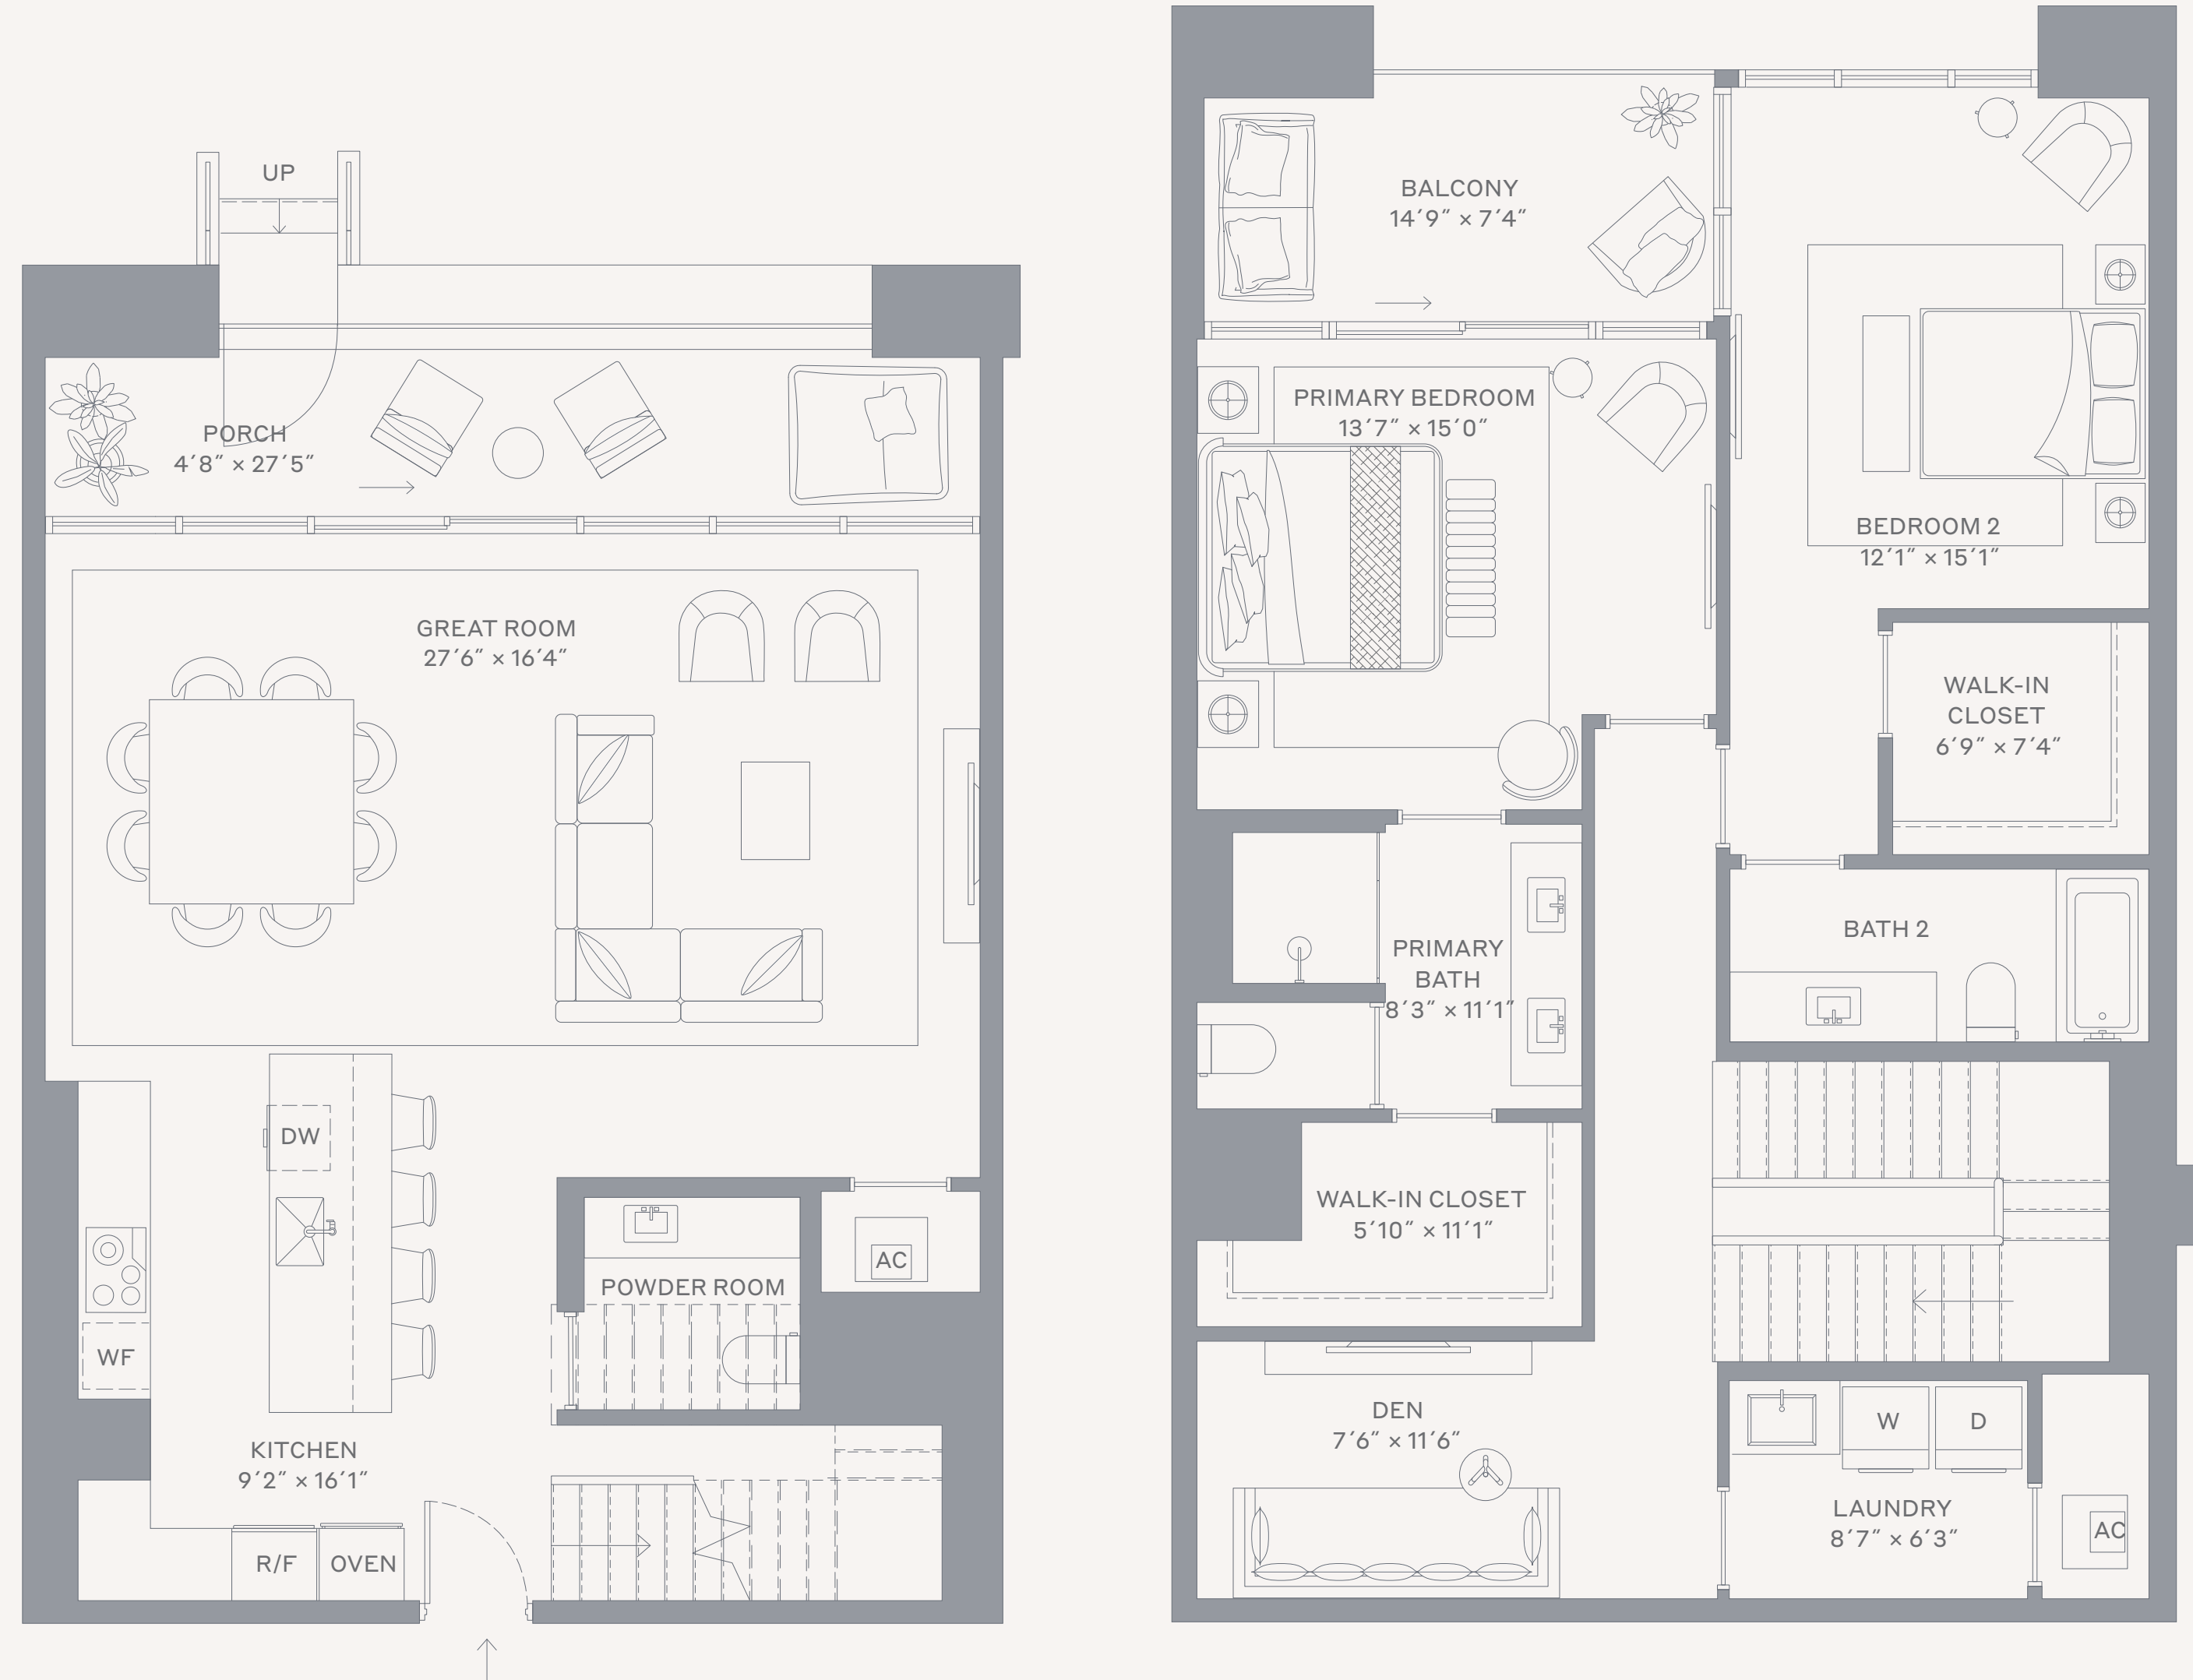 UP
PORCH
4′8″ × 27′5″
GREAT ROOM
27′6″ × 16′4″
DW
AC
POWDER ROOM
WF
KITCHEN
9′2″ × 16′1″
R/F
OVEN
BALCONY
14′9″ × 7′4″
PRIMARY BEDROOM
13′7″ × 15′0″
BEDROOM 2
12′1″ × 15′1″
WALK-IN
CLOSET
6′9″ × 7′4″
BATH 2
PRIMARY
BATH
8′3″ × 11′1″
WALK-IN CLOSET
5′10″ × 11′1″
DEN
7′6″ × 11′6″
W
D
LAUNDRY
8′7″ × 6′3″
AC